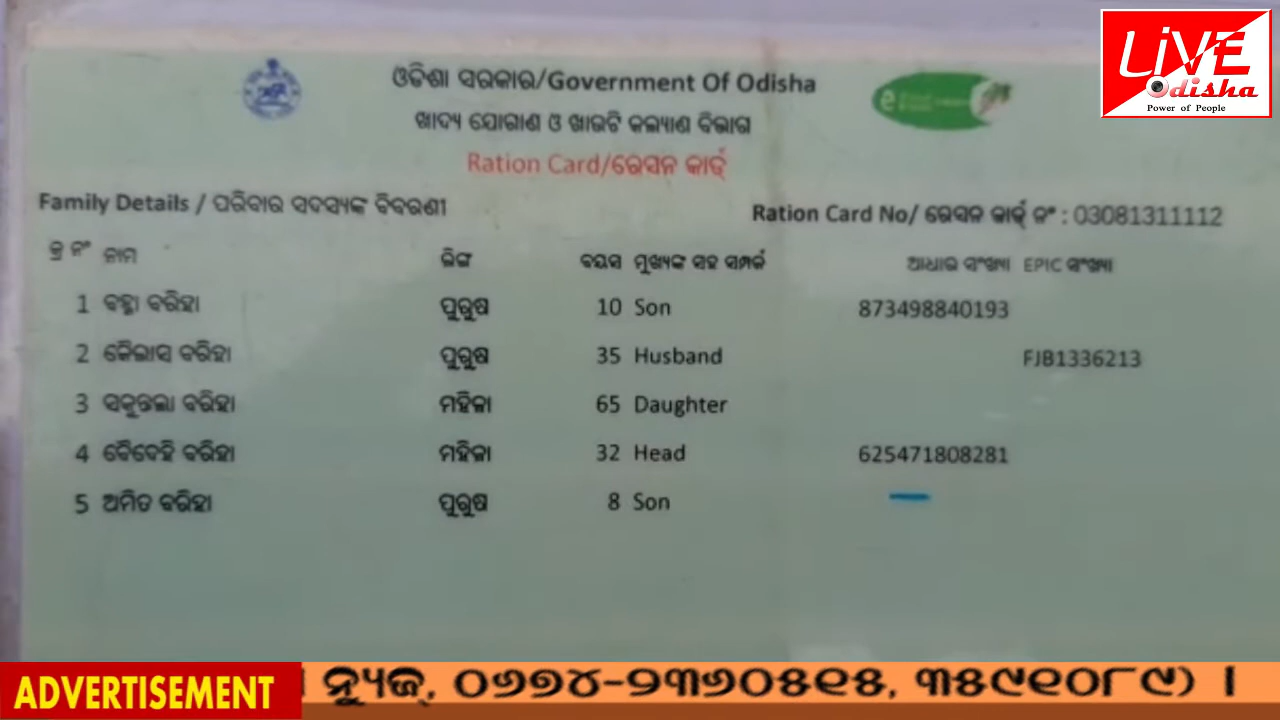 LIVE
Odisha
Power of People
ଓଡିଶା ସରକାର/Government Of Odisha
ଖାଦ୍ୟ ଯୋଗାଣ ଓ ଖାଉଟି କଲ୍ୟାଣ ବିଭାଗ
Ration Card/ରେସନ କାର୍ଡ୍
Family Details / ପରିବାର ସଦସ୍ୟଙ୍କ ବିବରଣୀ
Ration Card No/ ରେସନ କାର୍ଡ୍ ନଂ : 03081311112
କ୍ର ନଂ ନାମ ଲିଙ୍ଗ ବୟସ ମୁଖ୍ୟଙ୍କ ସହ ସମ୍ପର୍କ ଆଧାର ସଂଖ୍ୟା EPIC ସଂଖ୍ୟା
1 ବରିହା ପୁରୁଷ 10 Son 873498840193
2 କୈଳାସ ବରିହା ପୁରୁଷ 35 Husband FJB1336213
3 ସକୁନ୍ତଲା ବରିହା ମହିଳା 65 Daughter
4 ବୈଦେହି ବରିହା ମହିଳା 32 Head 625471808281
5 ଅମିତ ବରିହା ପୁରୁଷ 8 Son
ADVERTISEMENT ନ୍ୟୁଜ୍, ୦୬୭୪-୨୩୬୦୫୧୫, ୩୫୯୧୦୮୯) ।